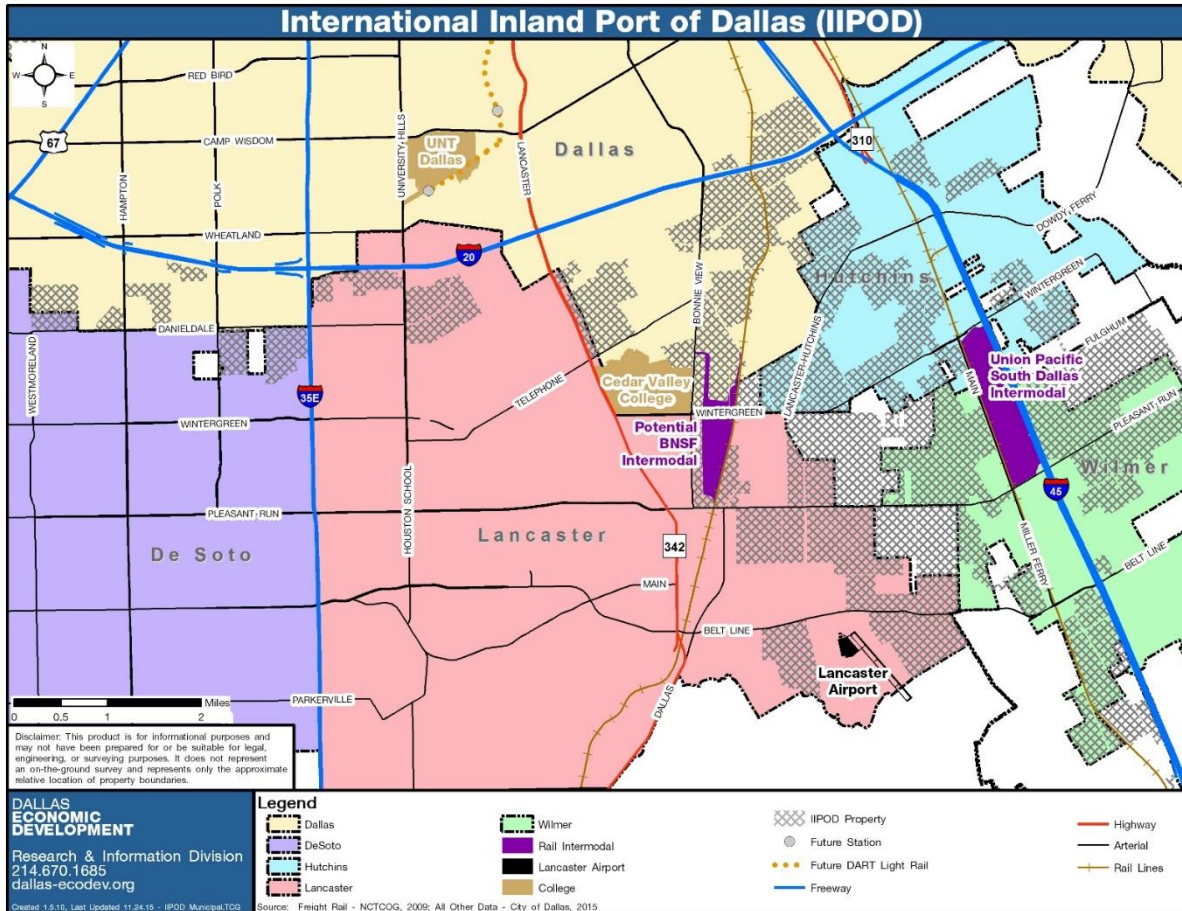 International Inland Port of Dallas (IIPOD)
N
W E
S
RED BIRD
67
CAMP WISDOM
UNIVERSITY HILLS
UNT
Dallas
LANCASTER
Dallas
310
HAMPTON
POLK
WHEATLAND
20
DOWDY FERRY
Hutchins
BONNIE VIEW
WINTERGREEN
DANIELDALE
FULGHUM
WESTMORELAND
35E
TELEPHONE
Cedar Valley
College
LANCASTER-HUTCHINS
MAIN
Union Pacific
South Dallas
Intermodal
WINTERGREEN
WINTERGREEN
Potential
BNSF
Intermodal
PLEASANT RUN
Wilmer
45
PLEASANT RUN
HOUSTON SCHOOL
De Soto
Lancaster
342
MILLER FERRY
MAIN
BELT LINE
BELT LINE
Lancaster
Airport
DALLAS
PARKERVILLE
Miles
0 0.5 1 2
Disclaimer: This product is for informational purposes and
may not have been prepared for or be suitable for legal,
engineering, or surveying purposes. It does not represent
an on-the-ground survey and represents only the approximate
relative location of property boundaries.
DALLAS
ECONOMIC
DEVELOPMENT
Research & Information Division
214.670.1685
dallas-ecodev.org
Created 1.5.10, Last Updated 11.24.15 - IIPOD Municipal.TCG
Legend
Dallas
DeSoto
Hutchins
Lancaster
Wilmer
Rail Intermodal
Lancaster Airport
College
IIPOD Property
Future Station
Future DART Light Rail
Freeway
Highway
Arterial
Rail Lines
Source: Freight Rail - NCTCOG, 2009; All Other Data - City of Dallas, 2015